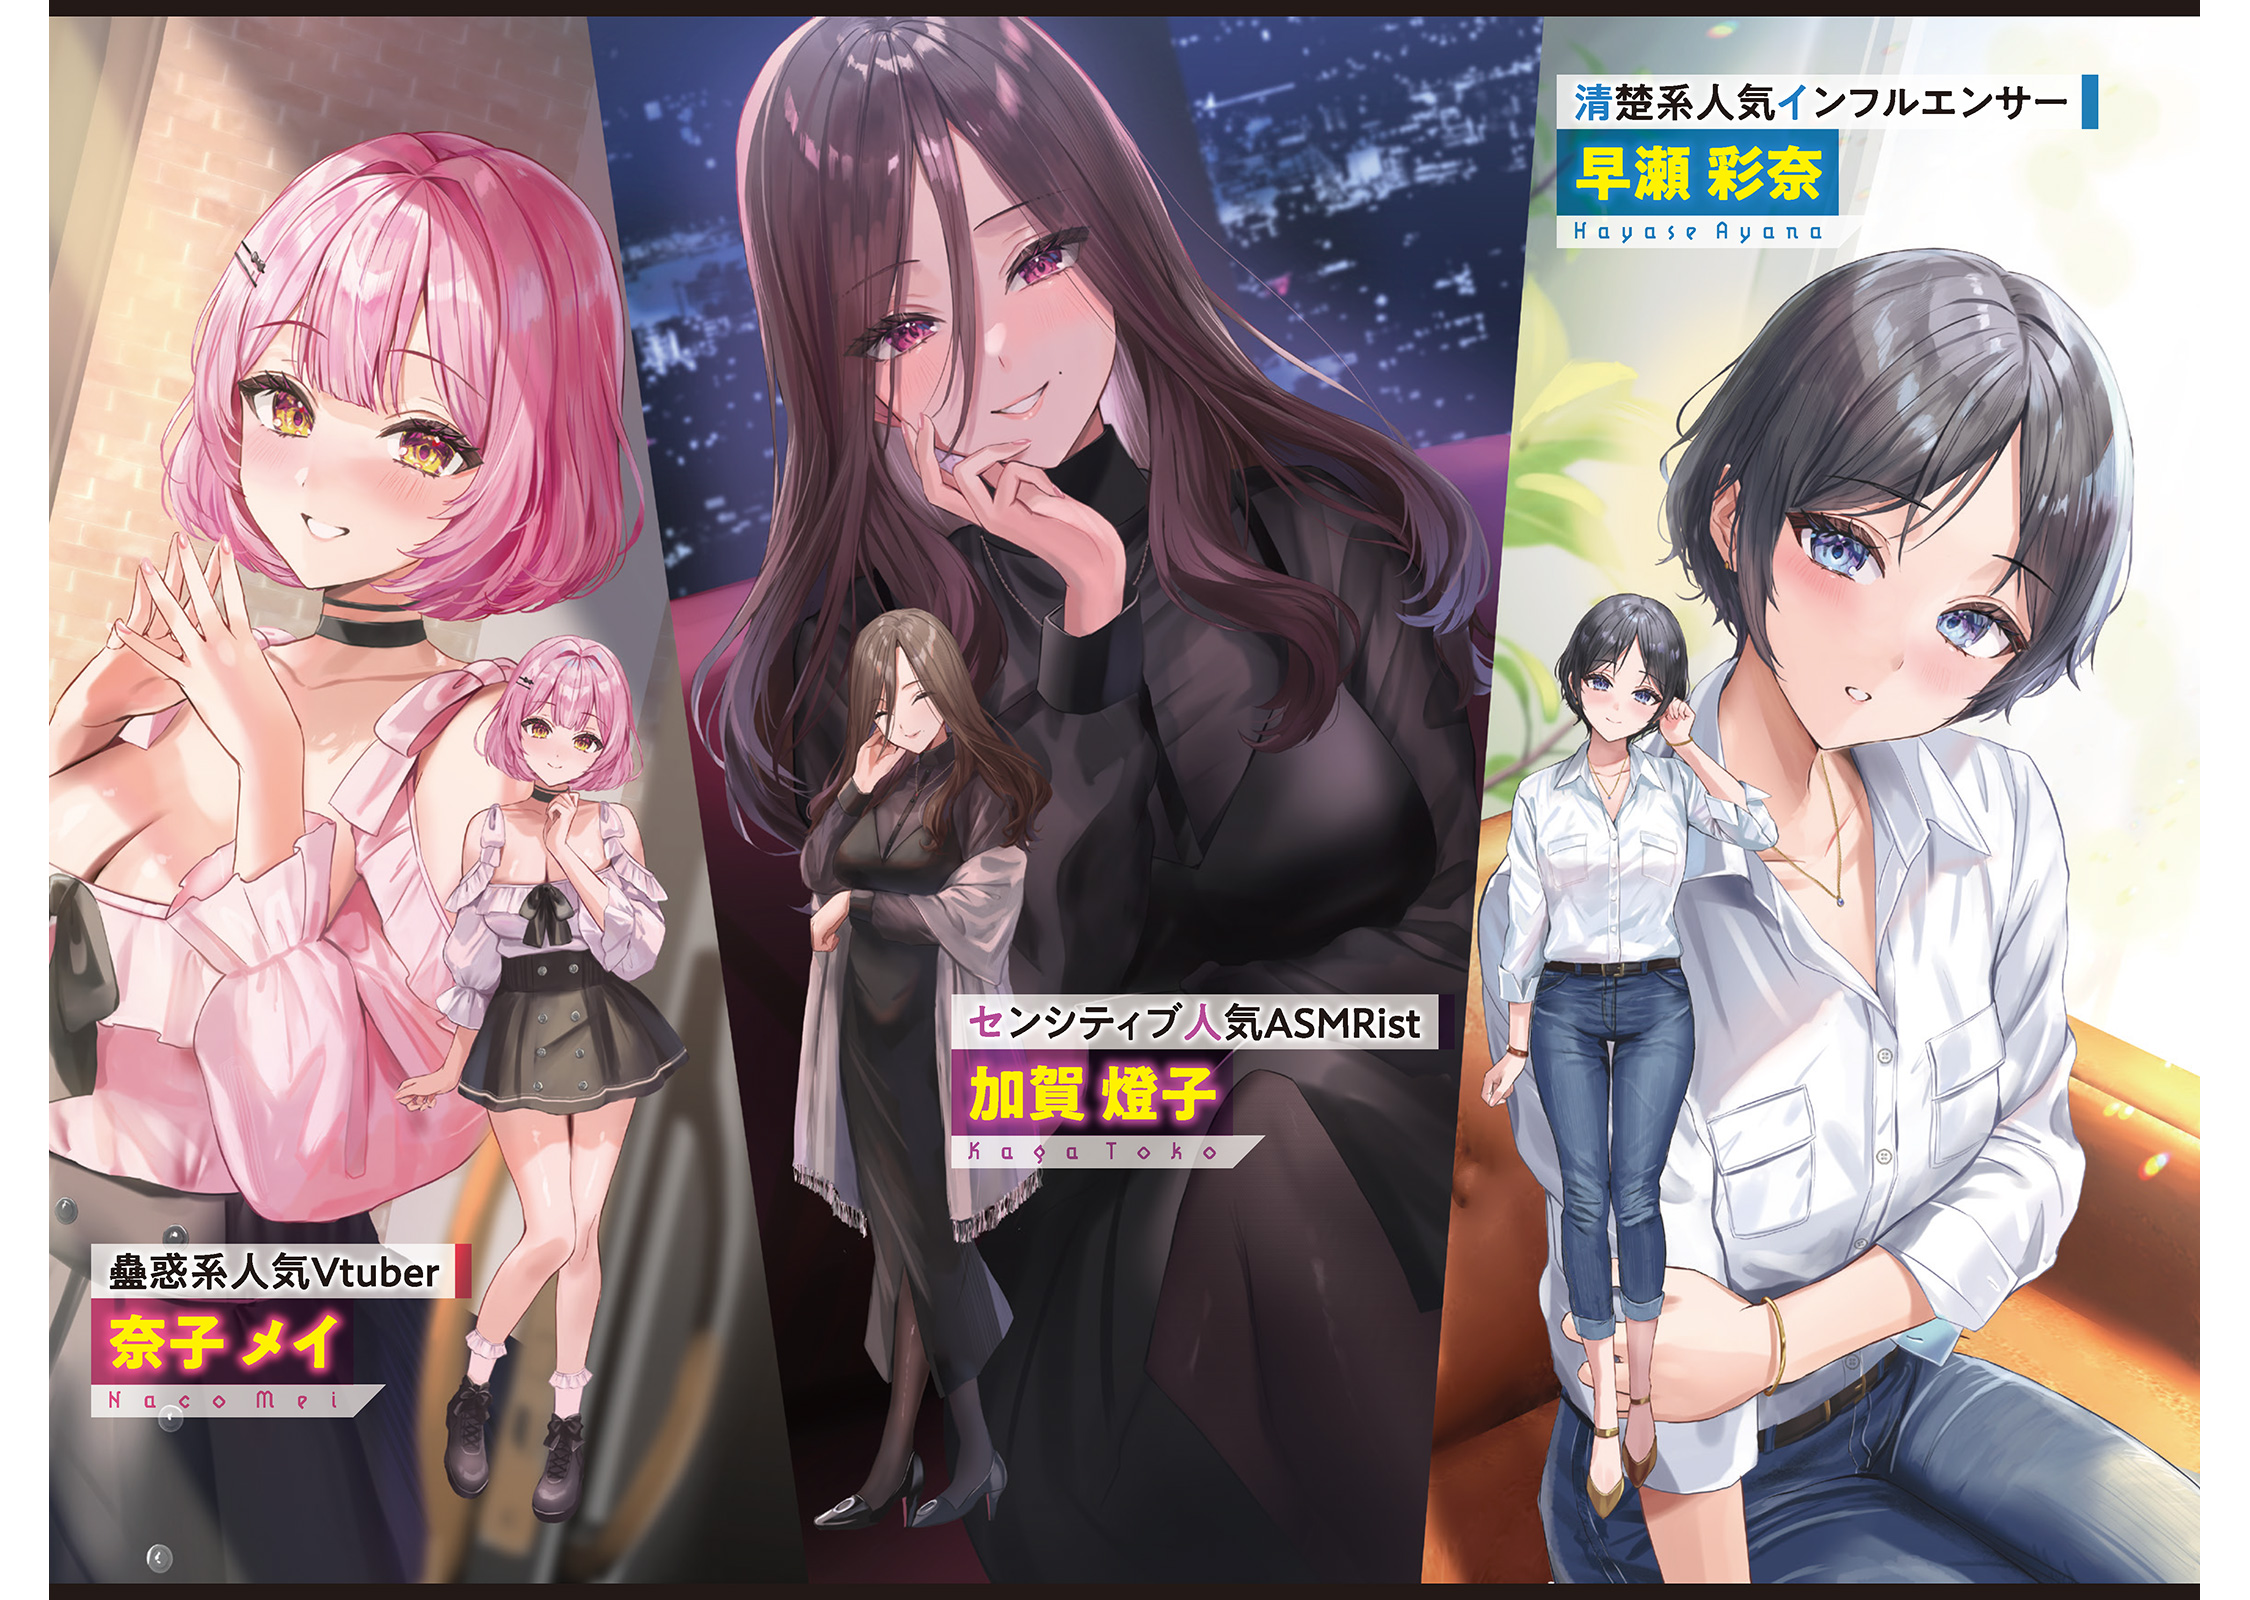 清楚系人気インフルエンサー
早瀬 彩奈
Hayase Ayana
センシティブ人気ASMRist
加賀 燈子
Kaga Toko
蠱惑系人気Vtuber
奈子 メイ
Naco Mei